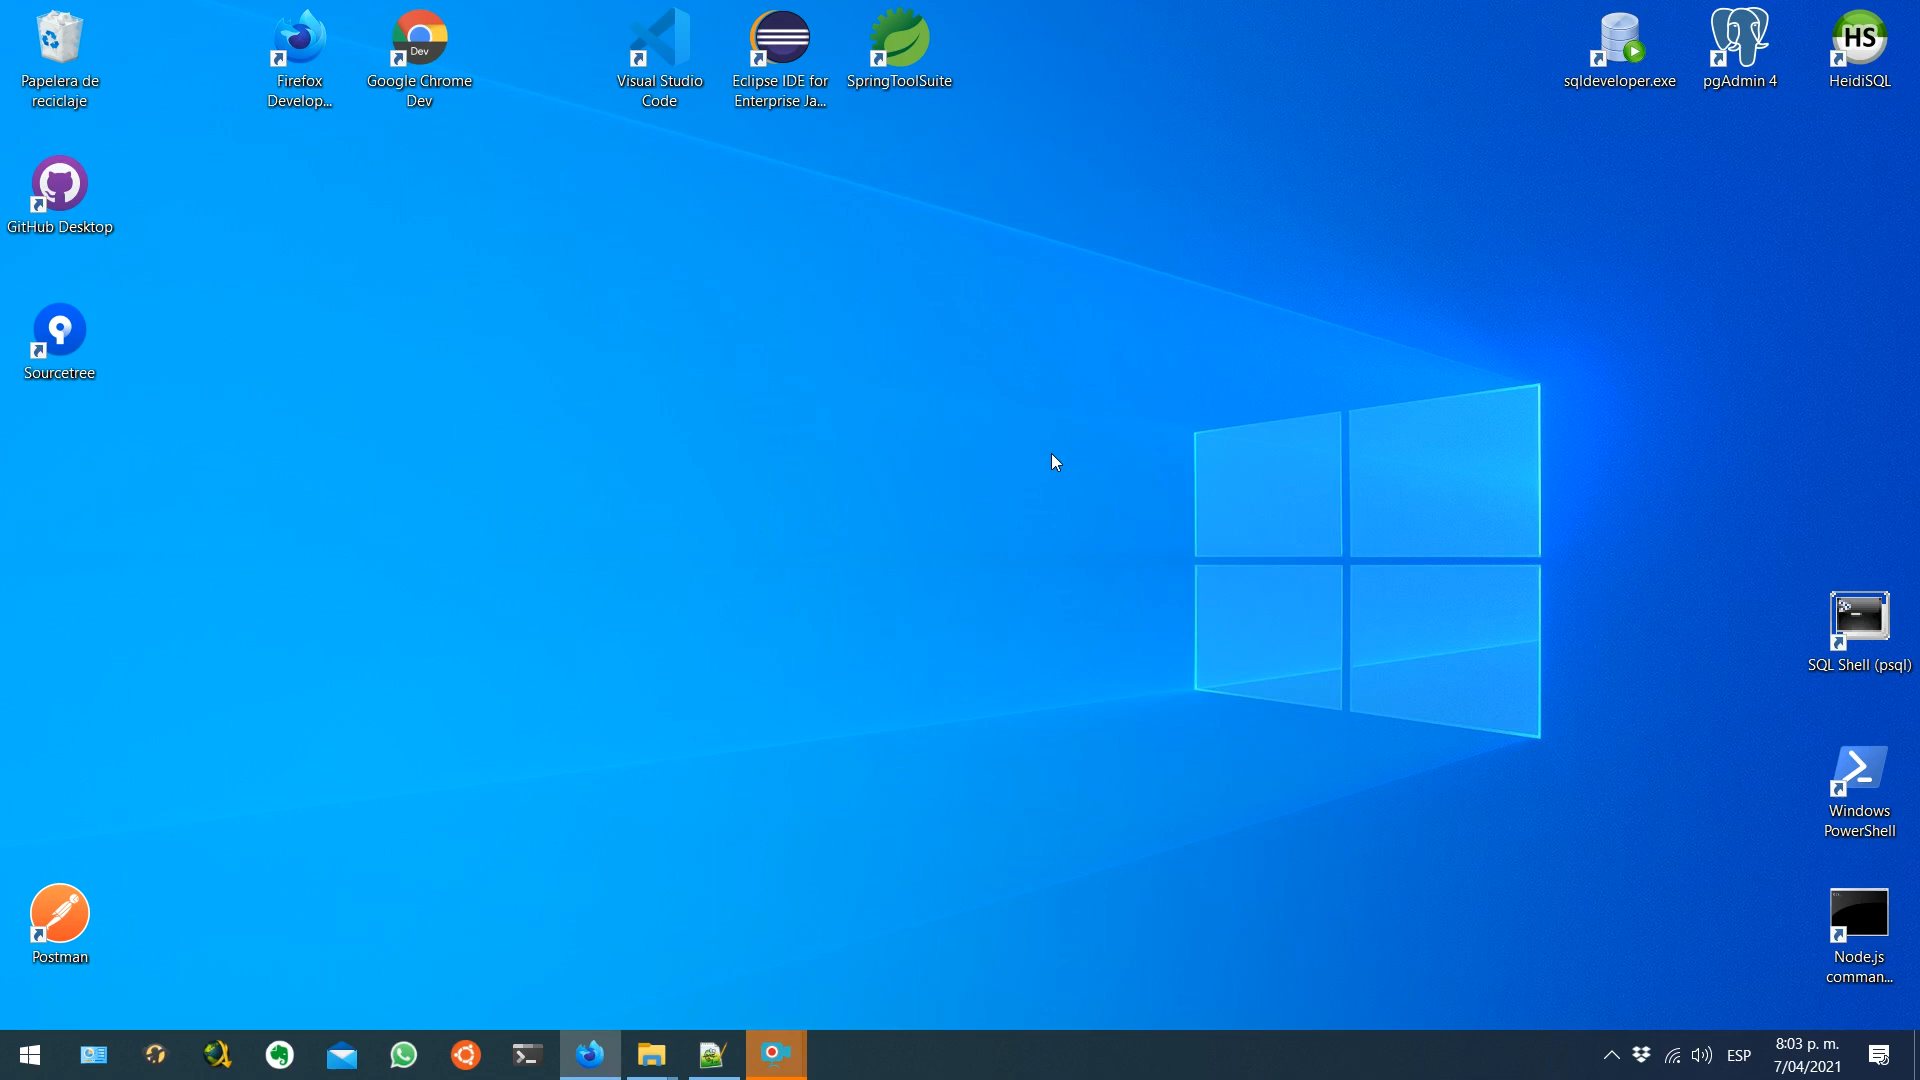 Papelera de
reciclaje
Firefox
Develop...
Dev
Google Chrome
Dev
Visual Studio
Code
Eclipse IDE for
Enterprise Ja...
SpringToolSuite
sqldeveloper.exe
pgAdmin 4
HS
HeidiSQL
GitHub Desktop
Sourcetree
SQL Shell (psql)
Windows
PowerShell
Postman
Node.js
comman...
ESP
8:03 p. m.
7/04/2021